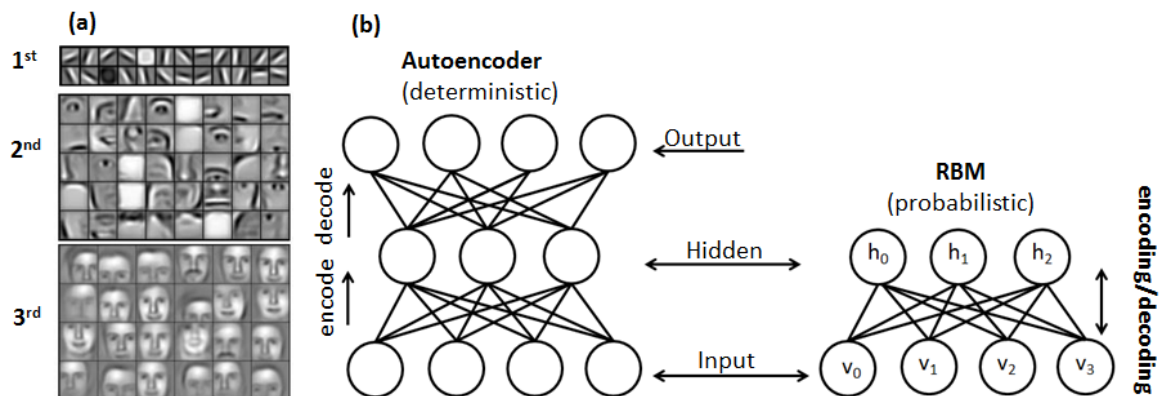 (a)
1st
2nd
3rd
(b)
Autoencoder
(deterministic)
Output
decode
Hidden
encode
Input
RBM
(probabilistic)
h0
h1
h2
v0
v1
v2
v3
encoding/decoding